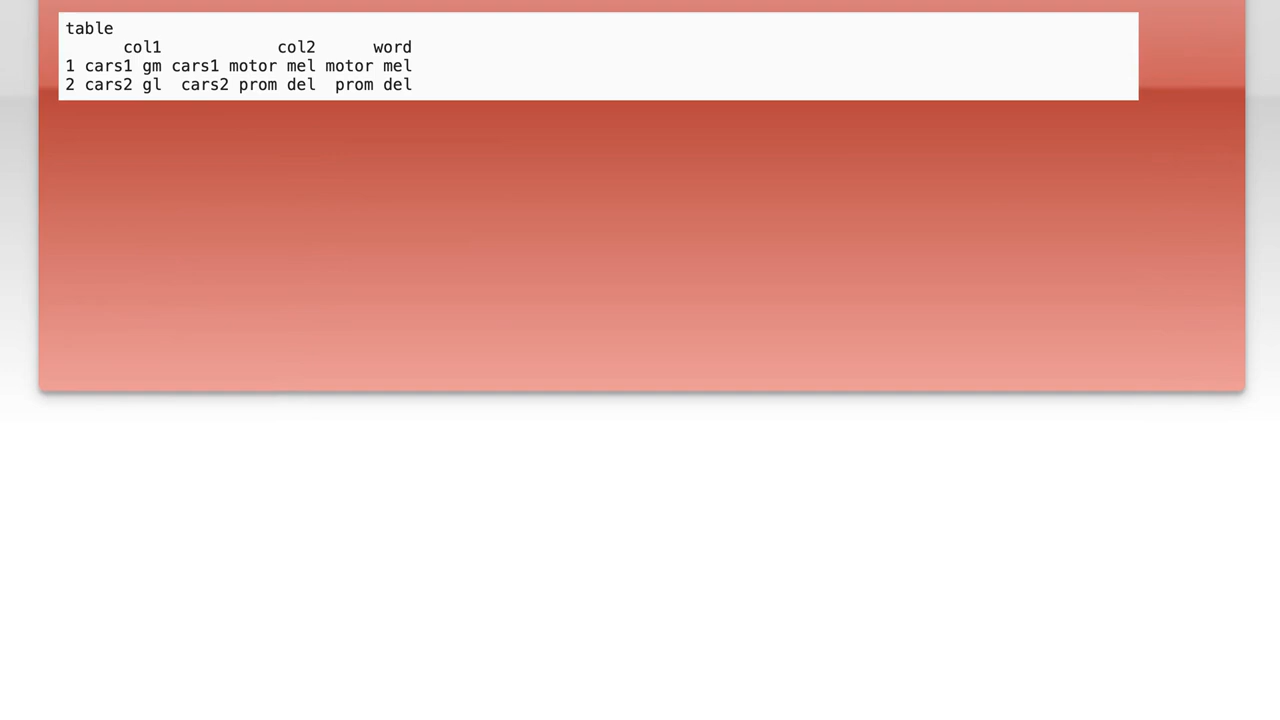 table
      col1            col2      word
1 cars1 gm cars1 motor mel motor mel
2 cars2 gl  cars2 prom del  prom del